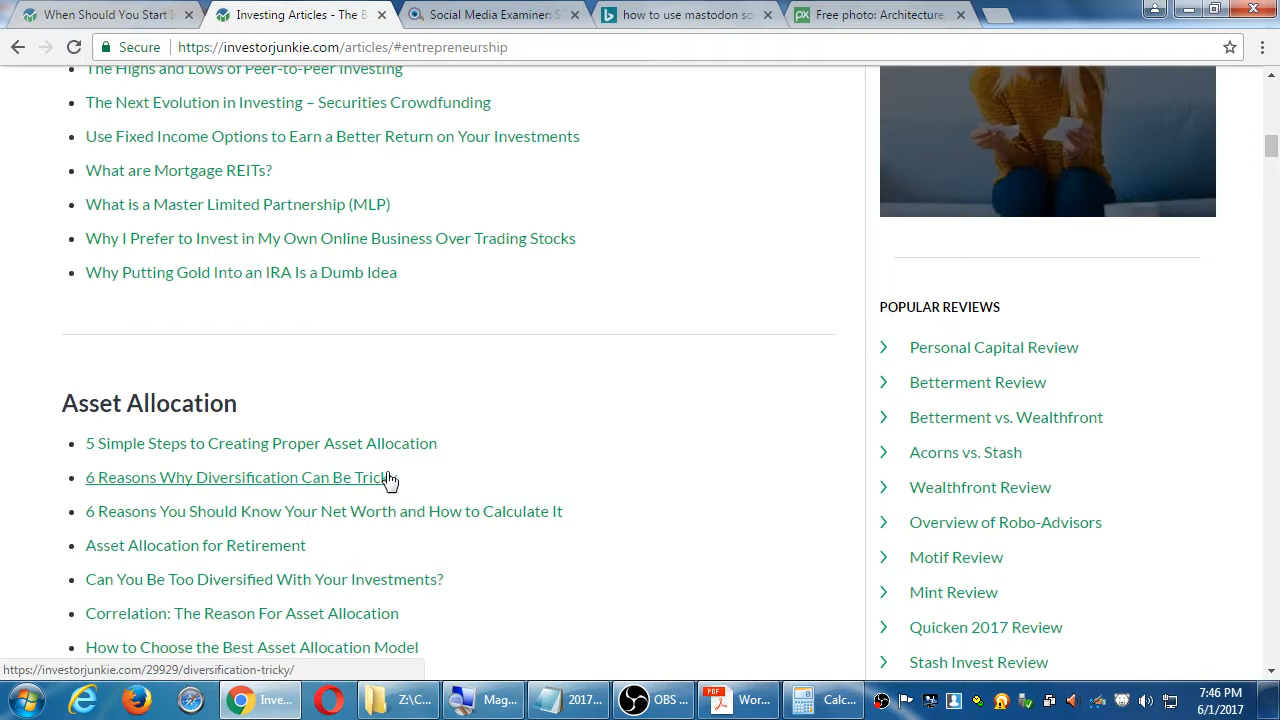 When Should You Start I
Investing Articles - The B
Social Media Examiner: S
how to use mastodon so
Free photo: Architecture,
Secure
https://investorjunkie.com/articles/#entrepreneurship
The Highs and Lows of Peer-to-Peer Investing
The Next Evolution in Investing – Securities Crowdfunding
Use Fixed Income Options to Earn a Better Return on Your Investments
What are Mortgage REITs?
What is a Master Limited Partnership (MLP)
Why I Prefer to Invest in My Own Online Business Over Trading Stocks
Why Putting Gold Into an IRA Is a Dumb Idea
Asset Allocation
5 Simple Steps to Creating Proper Asset Allocation
6 Reasons Why Diversification Can Be Tricky
6 Reasons You Should Know Your Net Worth and How to Calculate It
Asset Allocation for Retirement
Can You Be Too Diversified With Your Investments?
Correlation: The Reason For Asset Allocation
How to Choose the Best Asset Allocation Model
POPULAR REVIEWS
Personal Capital Review
Betterment Review
Betterment vs. Wealthfront
Acorns vs. Stash
Wealthfront Review
Overview of Robo-Advisors
Motif Review
Mint Review
Quicken 2017 Review
Stash Invest Review
https://investorjunkie.com/29929/diversification-tricky/
Inve...
Z:\C...
Mag...
2017...
OBS ...
PDF
Wor...
Calc...
7:46 PM
6/1/2017